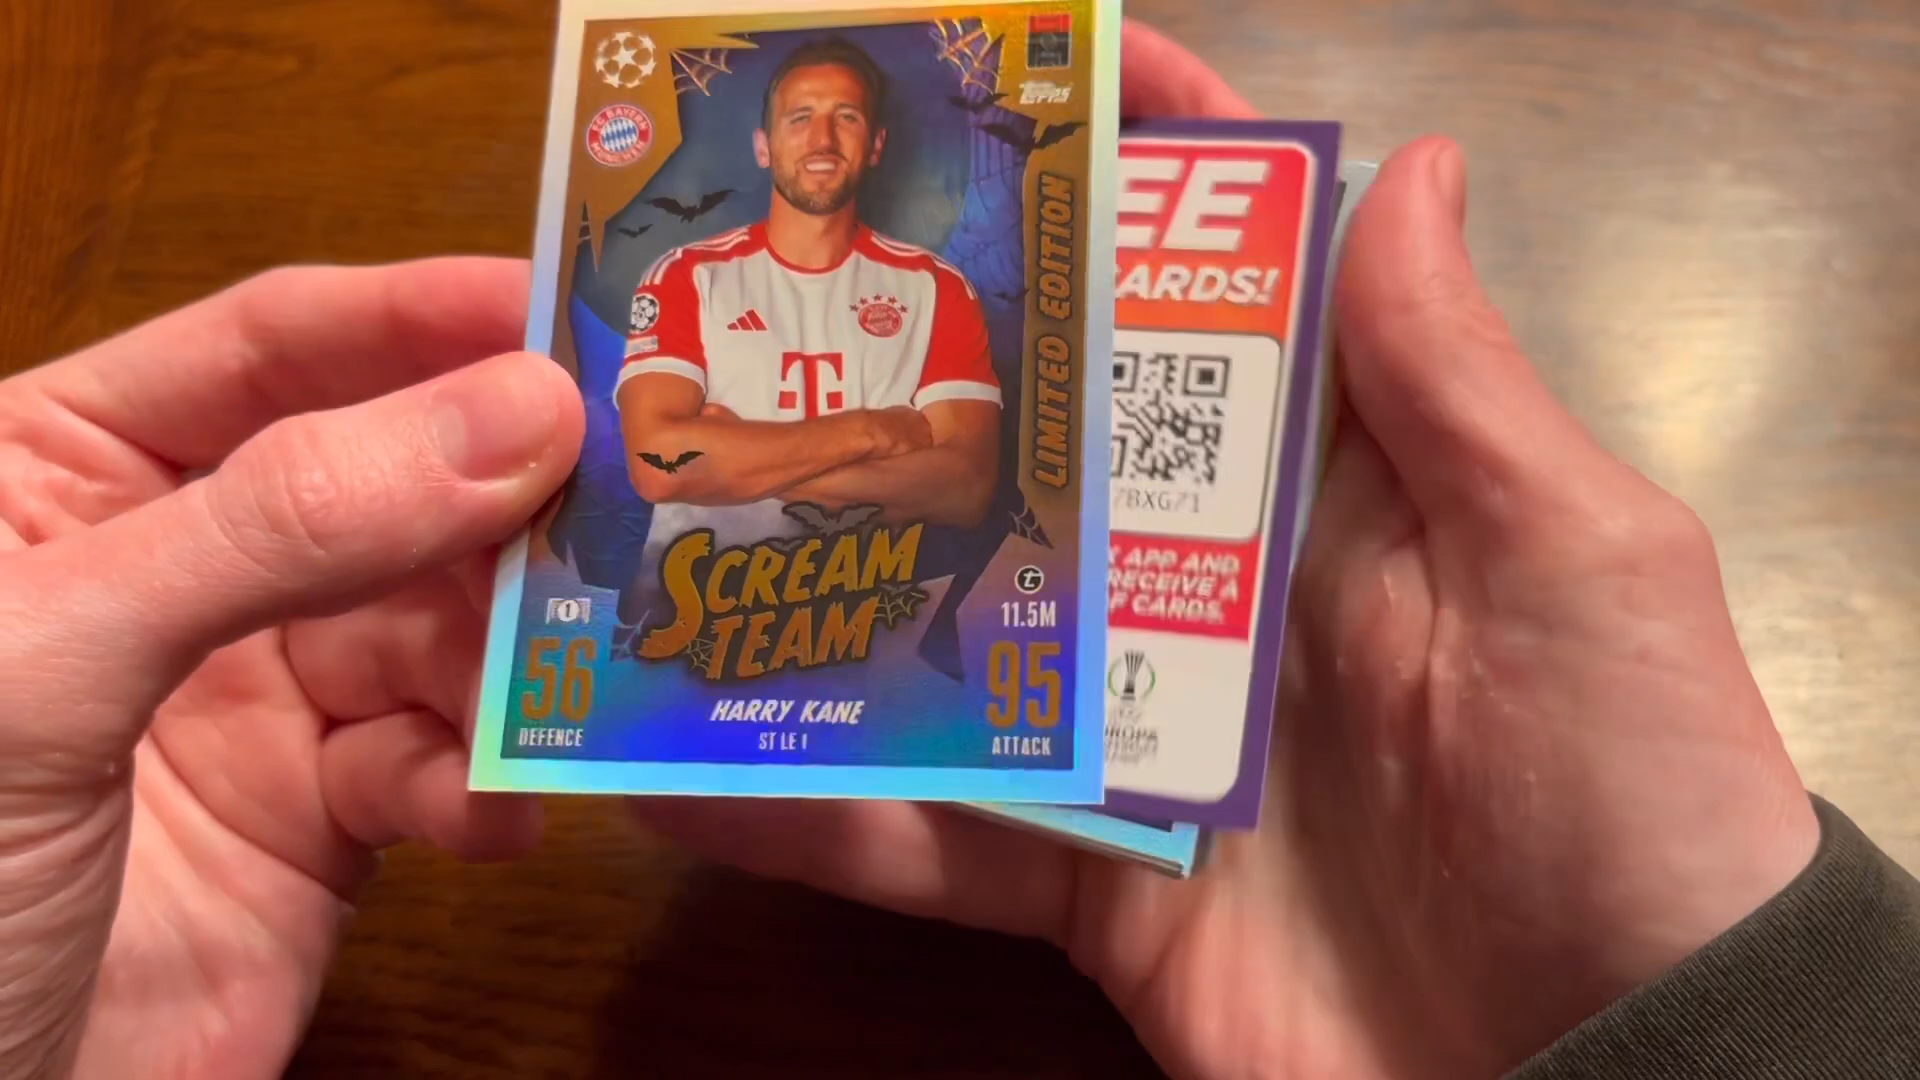 FC BAYERN
MÜNCHEN
topps
LIMITED EDITION
T
SCREAM
TEAM
1
56
DEFENCE
HARRY KANE
ST LE 1
t
11.5M
95
ATTACK
EE
ARDS!
7BXG71
APP AND
RECEIVE A
F CARDS.